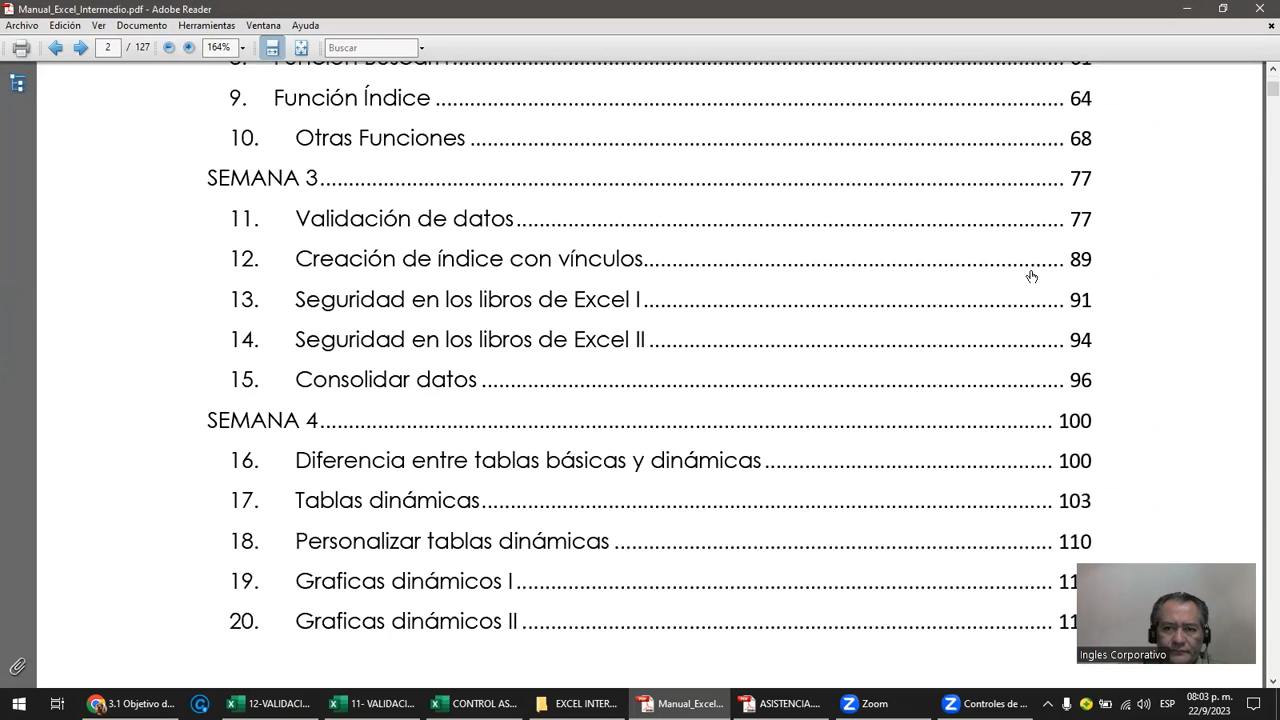 Manual_Excel_Intermedio.pdf - Adobe Reader
Archivo Edición Ver Documento Herramientas Ventana Ayuda
2 / 127 164% Buscar
9. Función Índice 64
10. Otras Funciones 68
SEMANA 3 77
11. Validación de datos 77
12. Creación de índice con vínculos 89
13. Seguridad en los libros de Excel I 91
14. Seguridad en los libros de Excel II 94
15. Consolidar datos 96
SEMANA 4 100
16. Diferencia entre tablas básicas y dinámicas 100
17. Tablas dinámicas 103
18. Personalizar tablas dinámicas 110
19. Graficas dinámicos I
20. Graficas dinámicos II
Ingles Corporativo
3.1 Objetivo d... 12-VALIDACI... 11- VALIDACI... CONTROL AS... EXCEL INTER... Manual_Excel... ASISTENCIA.... Zoom Controles de ... ESP 08:03 p. m.
22/9/2023